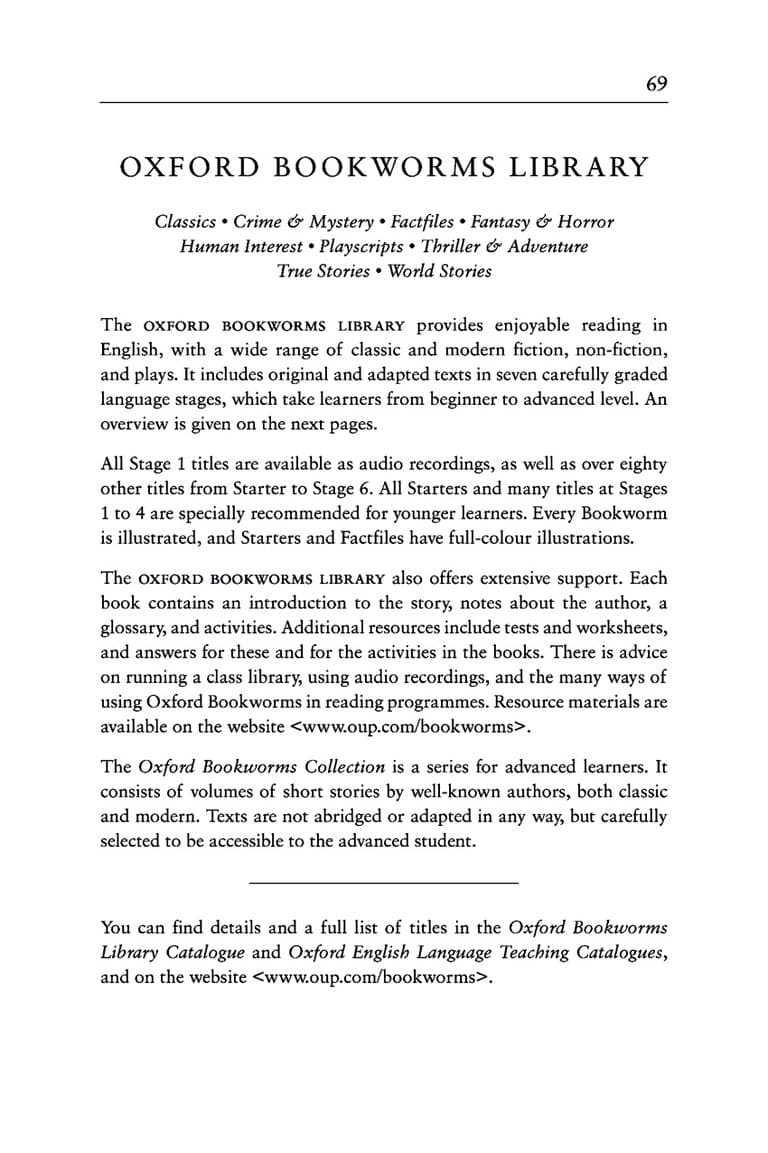 69
OXFORD BOOKWORMS LIBRARY
Classics • Crime & Mystery • Factfiles • Fantasy & Horror
Human Interest • Playscripts • Thriller & Adventure
True Stories • World Stories
The OXFORD BOOKWORMS LIBRARY provides enjoyable reading in
English, with a wide range of classic and modern fiction, non-fiction,
and plays. It includes original and adapted texts in seven carefully graded
language stages, which take learners from beginner to advanced level. An
overview is given on the next pages.
All Stage 1 titles are available as audio recordings, as well as over eighty
other titles from Starter to Stage 6. All Starters and many titles at Stages
1 to 4 are specially recommended for younger learners. Every Bookworm
is illustrated, and Starters and Factfiles have full-colour illustrations.
The OXFORD BOOKWORMS LIBRARY also offers extensive support. Each
book contains an introduction to the story, notes about the author, a
glossary, and activities. Additional resources include tests and worksheets,
and answers for these and for the activities in the books. There is advice
on running a class library, using audio recordings, and the many ways of
using Oxford Bookworms in reading programmes. Resource materials are
available on the website <www.oup.com/bookworms>.
The Oxford Bookworms Collection is a series for advanced learners. It
consists of volumes of short stories by well-known authors, both classic
and modern. Texts are not abridged or adapted in any way, but carefully
selected to be accessible to the advanced student.
You can find details and a full list of titles in the Oxford Bookworms
Library Catalogue and Oxford English Language Teaching Catalogues,
and on the website <www.oup.com/bookworms>.